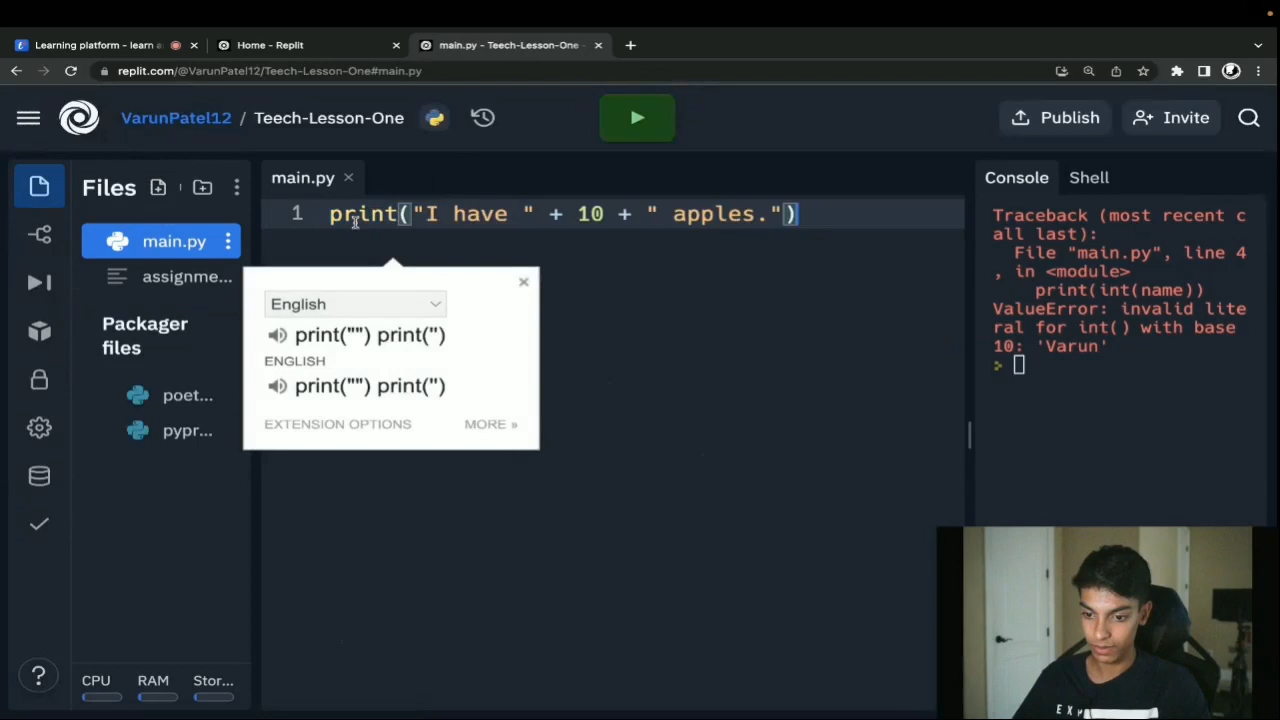 Learning platform - learn a
Home - Replit
main.py - Teech-Lesson-One -
replit.com/@VarunPatel12/Teech-Lesson-One#main.py
VarunPatel12 / Teech-Lesson-One
Publish
Invite
Files
main.py
assignme...
Packager
files
poet...
pypr...
CPU RAM Stor...
main.py
1 print("I have " + 10 + " apples.")
English
print("") print('')
ENGLISH
print("") print('')
EXTENSION OPTIONS MORE »
Console Shell
Traceback (most recent c
all last):
File "main.py", line 4
, in <module>
print(int(name))
ValueError: invalid lite
ral for int() with base
10: 'Varun'
>
?
EXP